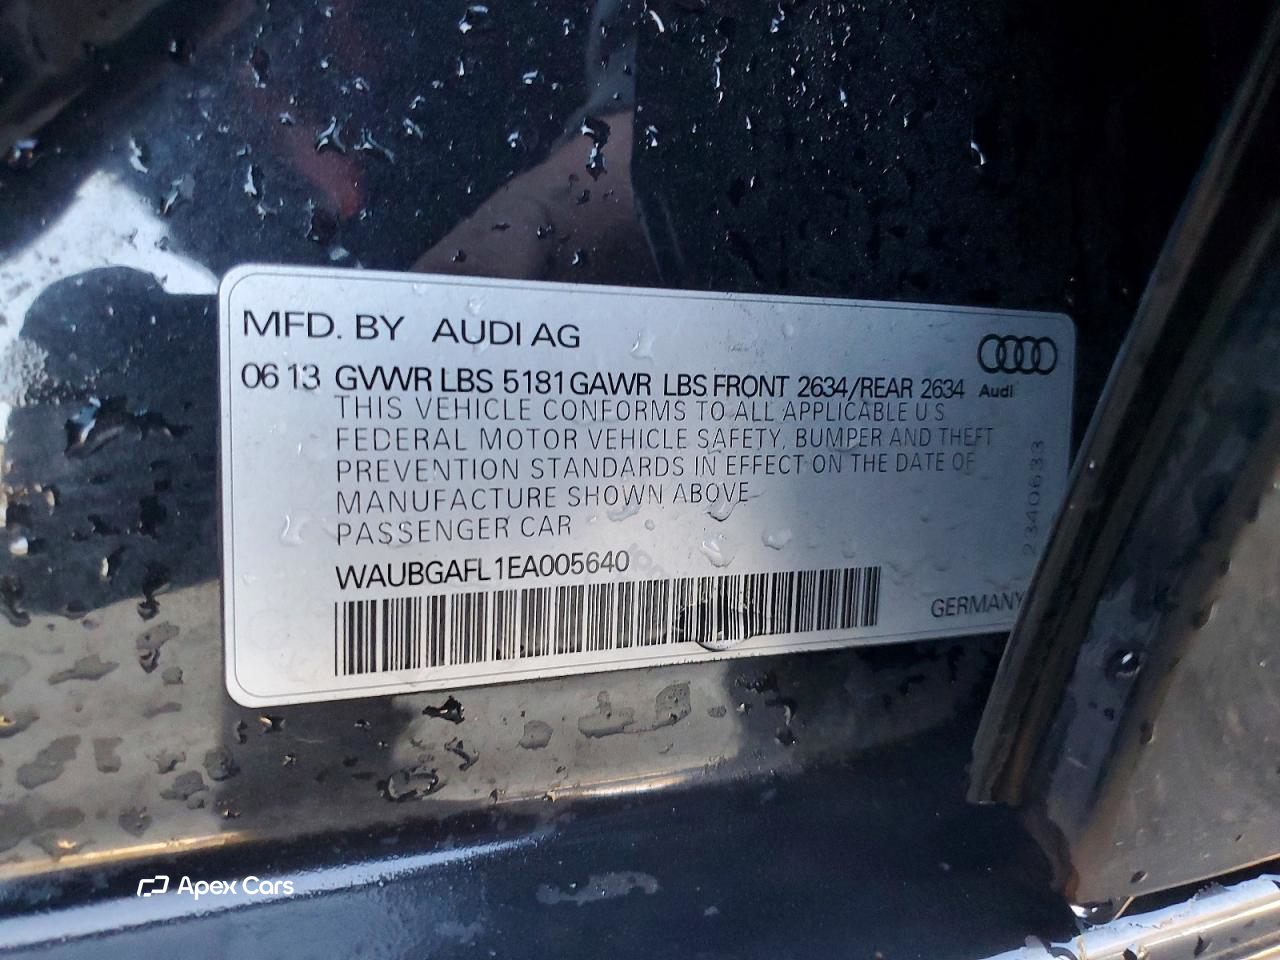 MFD. BY AUDI AG
06 13 GVWR LBS 5181 GAWR LBS FRONT 2634/REAR 2634
Audi
THIS VEHICLE CONFORMS TO ALL APPLICABLE U.S.
FEDERAL MOTOR VEHICLE SAFETY, BUMPER AND THEFT
PREVENTION STANDARDS IN EFFECT ON THE DATE OF
MANUFACTURE SHOWN ABOVE
PASSENGER CAR
WAUBGAFL1EA005640
GERMANY
2340633
Apex Cars